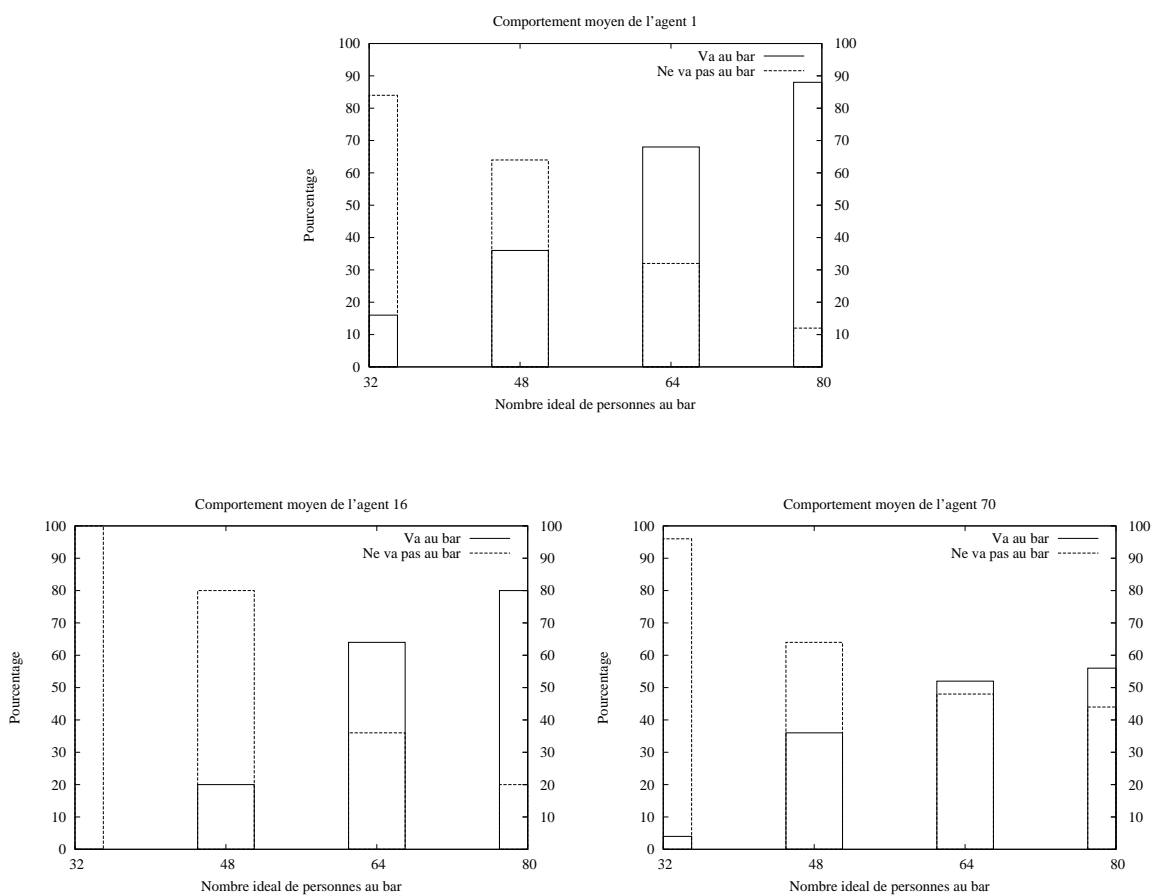 Comportement moyen de l'agent 1
100 100
Va au bar
90 90
Ne va pas au bar
80 80
70 70
60 60
50 50
40 40
30 30
20 20
10 10
0
Pourcentage
32 48 64 80
Nombre ideal de personnes au bar
Comportement moyen de l'agent 16
100 100
Va au bar
90 90
Ne va pas au bar
80 80
70 70
60 60
50 50
40 40
30 30
20 20
10 10
0
Pourcentage
32 48 64 80
Nombre ideal de personnes au bar
Comportement moyen de l'agent 70
100 100
Va au bar
90 90
Ne va pas au bar
80 80
70 70
60 60
50 50
40 40
30 30
20 20
10 10
0
Pourcentage
32 48 64 80
Nombre ideal de personnes au bar